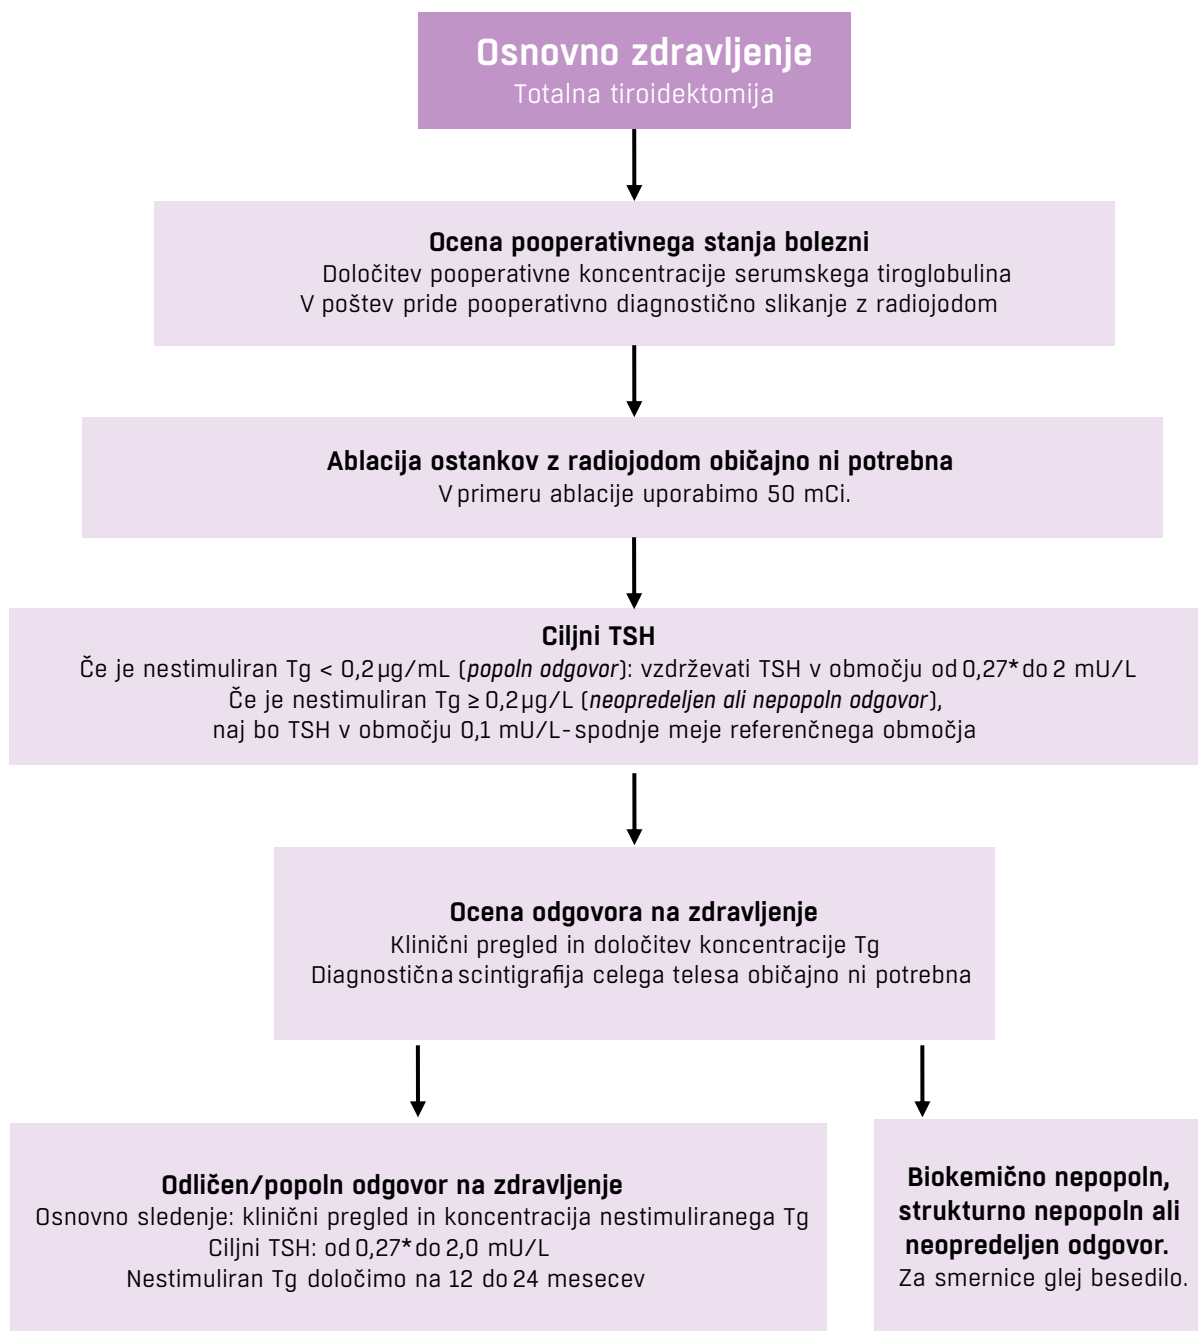 Osnovno zdravljenje
Totalna tiroidektomija
Ocena pooperativnega stanja bolezni
Določitev pooperativne koncentracije serumskega tiroglobulina
V poštev pride pooperativno diagnostično slikanje z radiojodom
Ablacija ostankov z radiojodom običajno ni potrebna
V primeru ablacije uporabimo 50 mCi.
Ciljni TSH
Če je nestimuliran Tg < 0,2 µg/mL (popoln odgovor): vzdrževati TSH v območju od 0,27* do 2 mU/L
Če je nestimuliran Tg ≥ 0,2µg/L (neopredeljen ali nepopoln odgovor),
naj bo TSH v območju 0,1 mU/L-spodnje meje referenčnega območja
Ocena odgovora na zdravljenje
Klinični pregled in določitev koncentracije Tg
Diagnostična scintigrafija celega telesa običajno ni potrebna
Odličen/popoln odgovor na zdravljenje
Osnovno sledenje: klinični pregled in koncentracija nestimuliranega Tg
Ciljni TSH: od 0,27* do 2,0 mU/L
Nestimuliran Tg določimo na 12 do 24 mesecev
Biokemično nepopoln,
strukturno nepopoln ali
neopredeljen odgovor.
Za smernice glej besedilo.